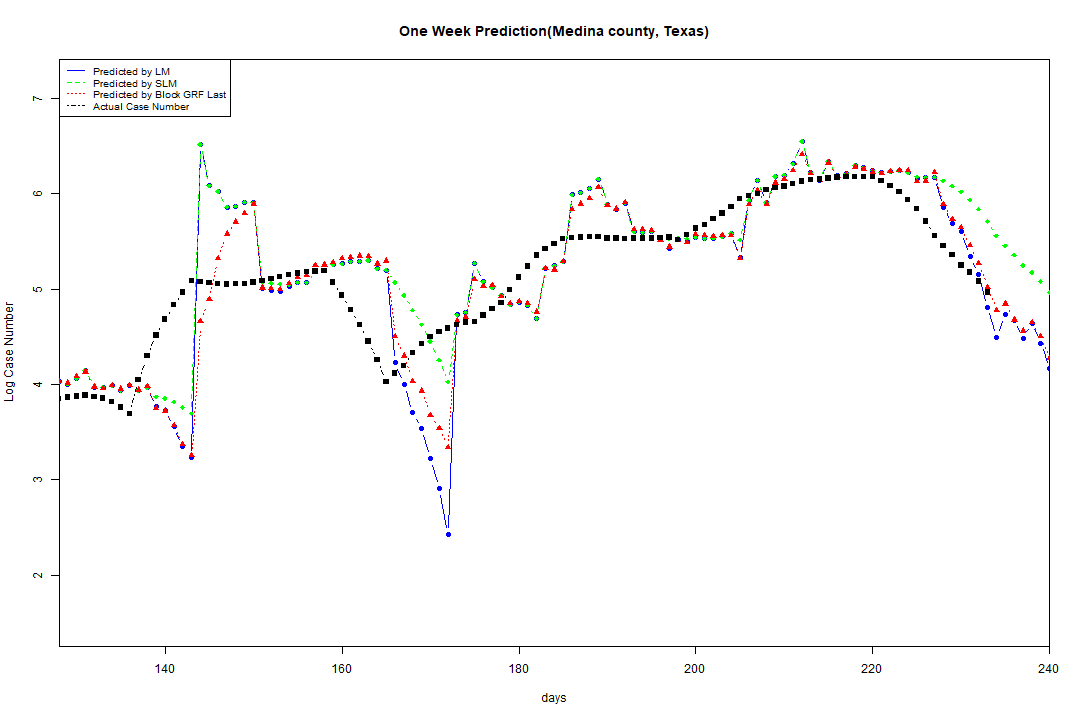 One Week Prediction(Medina county, Texas)
Predicted by LM
Predicted by SLM
Predicted by Block GRF Last
Actual Case Number
7
6
5
4
3
2
Log Case Number
140 160 180 200 220 240
days